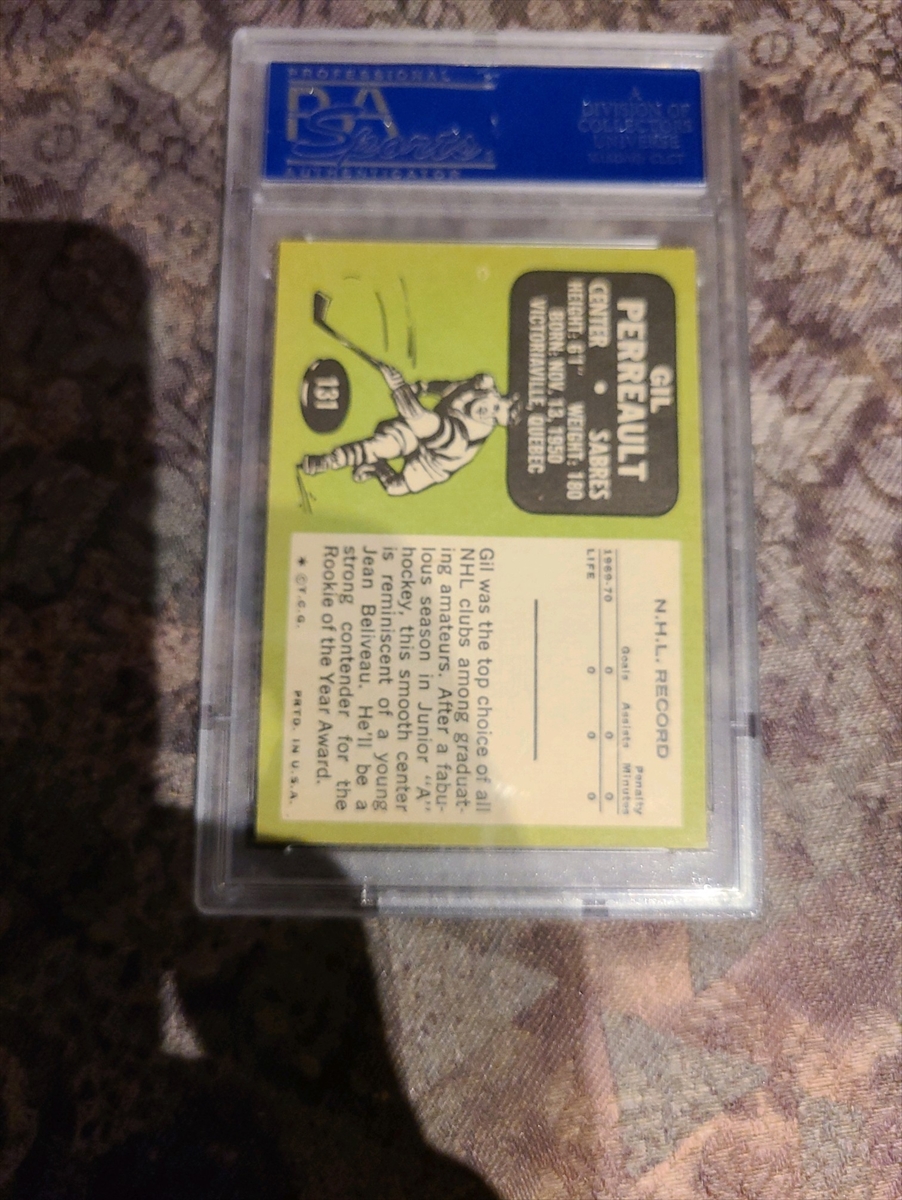 PROFESSIONAL
PSA
Sports
AUTHENTICATOR
A
DIVISION OF
COLLECTORS
UNIVERSE
GIL
PERREAULT
CENTER • SABRES
HEIGHT: 6'1" WEIGHT: 180
BORN: NOV. 13, 1950
VICTORIAVILLE, QUEBEC
131
N.H.L. RECORD
Goals Assists Penalty Minutes
1969-70 0 0 0
LIFE 0 0 0
Gil was the top choice of all
NHL clubs among graduat-
ing amateurs. After a fabu-
lous season in Junior "A"
hockey, this smooth center
is reminiscent of a young
Jean Beliveau. He'll be a
strong contender for the
Rookie of the Year Award.
* ©T.C.G. PRTD. IN U.S.A.